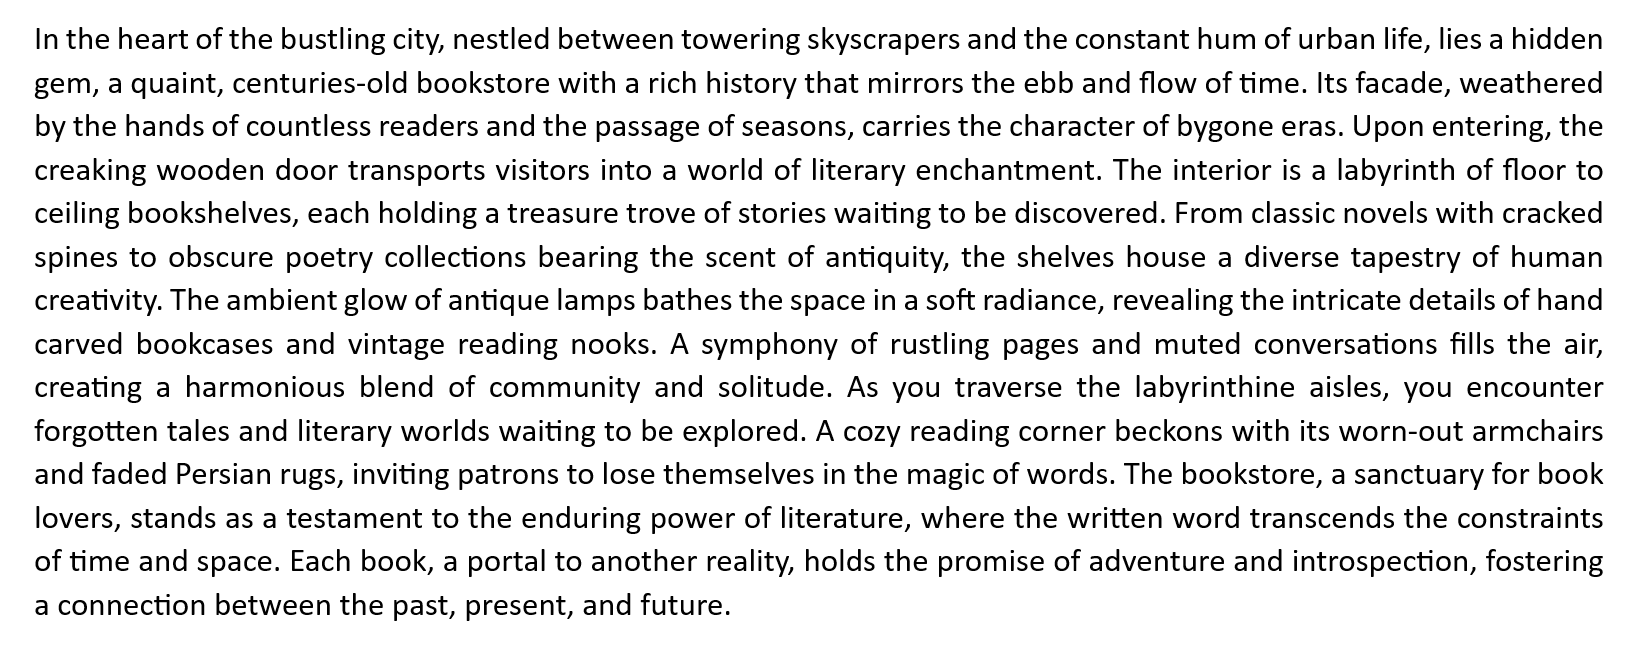 In the heart of the bustling city, nestled between towering skyscrapers and the constant hum of urban life, lies a hidden
gem, a quaint, centuries-old bookstore with a rich history that mirrors the ebb and flow of time. Its facade, weathered
by the hands of countless readers and the passage of seasons, carries the character of bygone eras. Upon entering, the
creaking wooden door transports visitors into a world of literary enchantment. The interior is a labyrinth of floor to
ceiling bookshelves, each holding a treasure trove of stories waiting to be discovered. From classic novels with cracked
spines to obscure poetry collections bearing the scent of antiquity, the shelves house a diverse tapestry of human
creativity. The ambient glow of antique lamps bathes the space in a soft radiance, revealing the intricate details of hand
carved bookcases and vintage reading nooks. A symphony of rustling pages and muted conversations fills the air,
creating a harmonious blend of community and solitude. As you traverse the labyrinthine aisles, you encounter
forgotten tales and literary worlds waiting to be explored. A cozy reading corner beckons with its worn-out armchairs
and faded Persian rugs, inviting patrons to lose themselves in the magic of words. The bookstore, a sanctuary for book
lovers, stands as a testament to the enduring power of literature, where the written word transcends the constraints
of time and space. Each book, a portal to another reality, holds the promise of adventure and introspection, fostering
a connection between the past, present, and future.